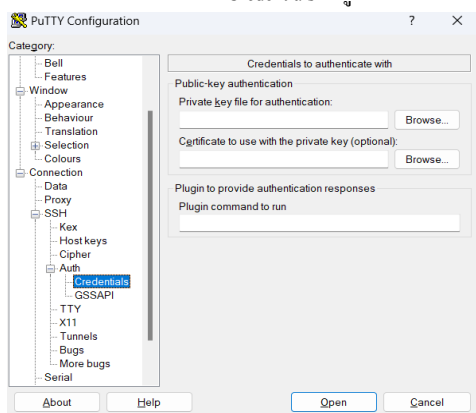 PuTTY Configuration
?
Category:
Bell
Features
Window
Appearance
Behaviour
Translation
Selection
Colours
Connection
Data
Proxy
SSH
Kex
Host keys
Cipher
Auth
Credentials
GSSAPI
TTY
X11
Tunnels
Bugs
More bugs
Serial
Credentials to authenticate with
Public-key authentication
Private key file for authentication:
Browse...
Certificate to use with the private key (optional):
Browse...
Plugin to provide authentication responses
Plugin command to run
About
Help
Open
Cancel